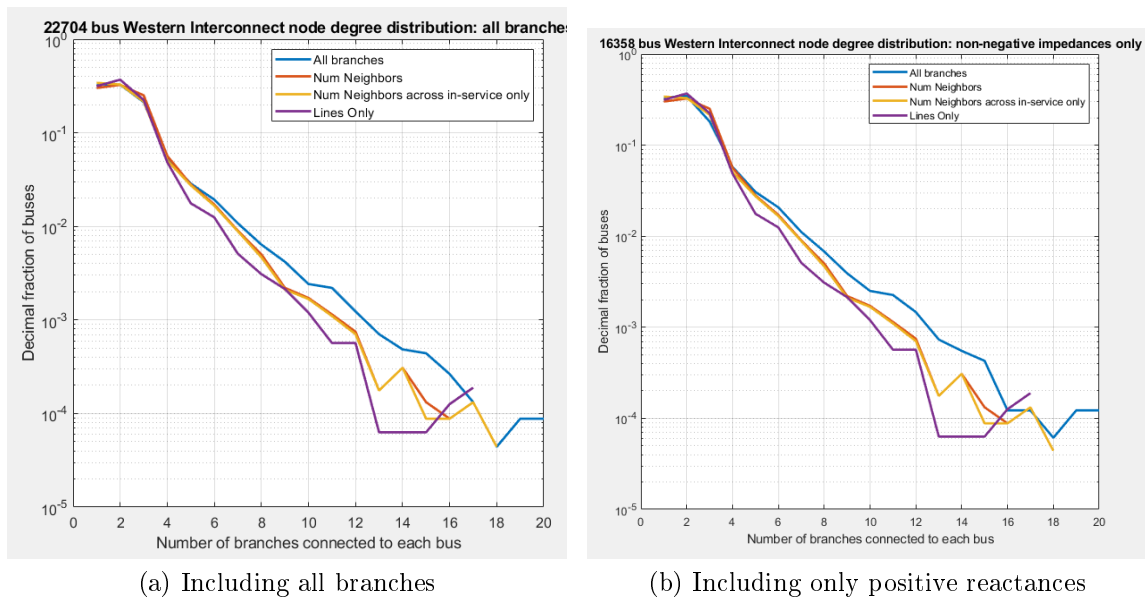 22704 bus Western Interconnect node degree distribution: all branches
10^0
10^-1
10^-2
10^-3
10^-4
10^-5
Decimal fraction of buses
All branches
Num Neighbors
Num Neighbors across in-service only
Lines Only
0 2 4 6 8 10 12 14 16 18 20
Number of branches connected to each bus
(a) Including all branches
16358 bus Western Interconnect node degree distribution: non-negative impedances only
10^0
10^-1
10^-2
10^-3
10^-4
10^-5
Decimal fraction of buses
All branches
Num Neighbors
Num Neighbors across in-service only
Lines Only
0 2 4 6 8 10 12 14 16 18 20
Number of branches connected to each bus
(b) Including only positive reactances